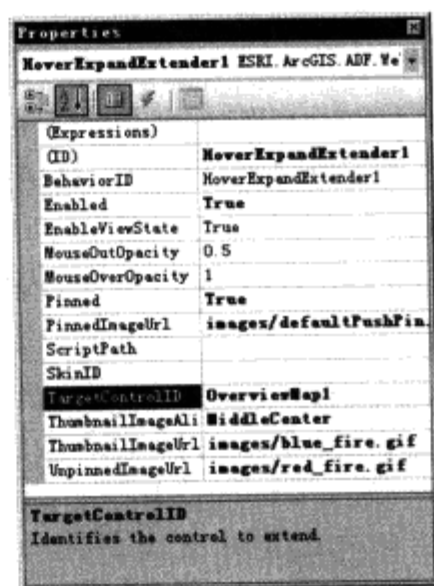 Properties
HoverExpandExtender1 ESRI.ArcGIS.ADF.We
(Expressions)
(ID) HoverExpandExtender1
BehaviorID HoverExpandExtender1
Enabled True
EnableViewState True
MouseOutOpacity 0.5
MouseOverOpacity 1
Pinned True
PinnedImageUrl images/defaultPushPin.
ScriptPath
SkinID
TargetControlID OverviewMap1
ThumbnailImageAli MiddleCenter
ThumbnailImageUrl images/blue_fire.gif
UnpinnedImageUrl images/red_fire.gif
TargetControlID
Identifies the control to extend.